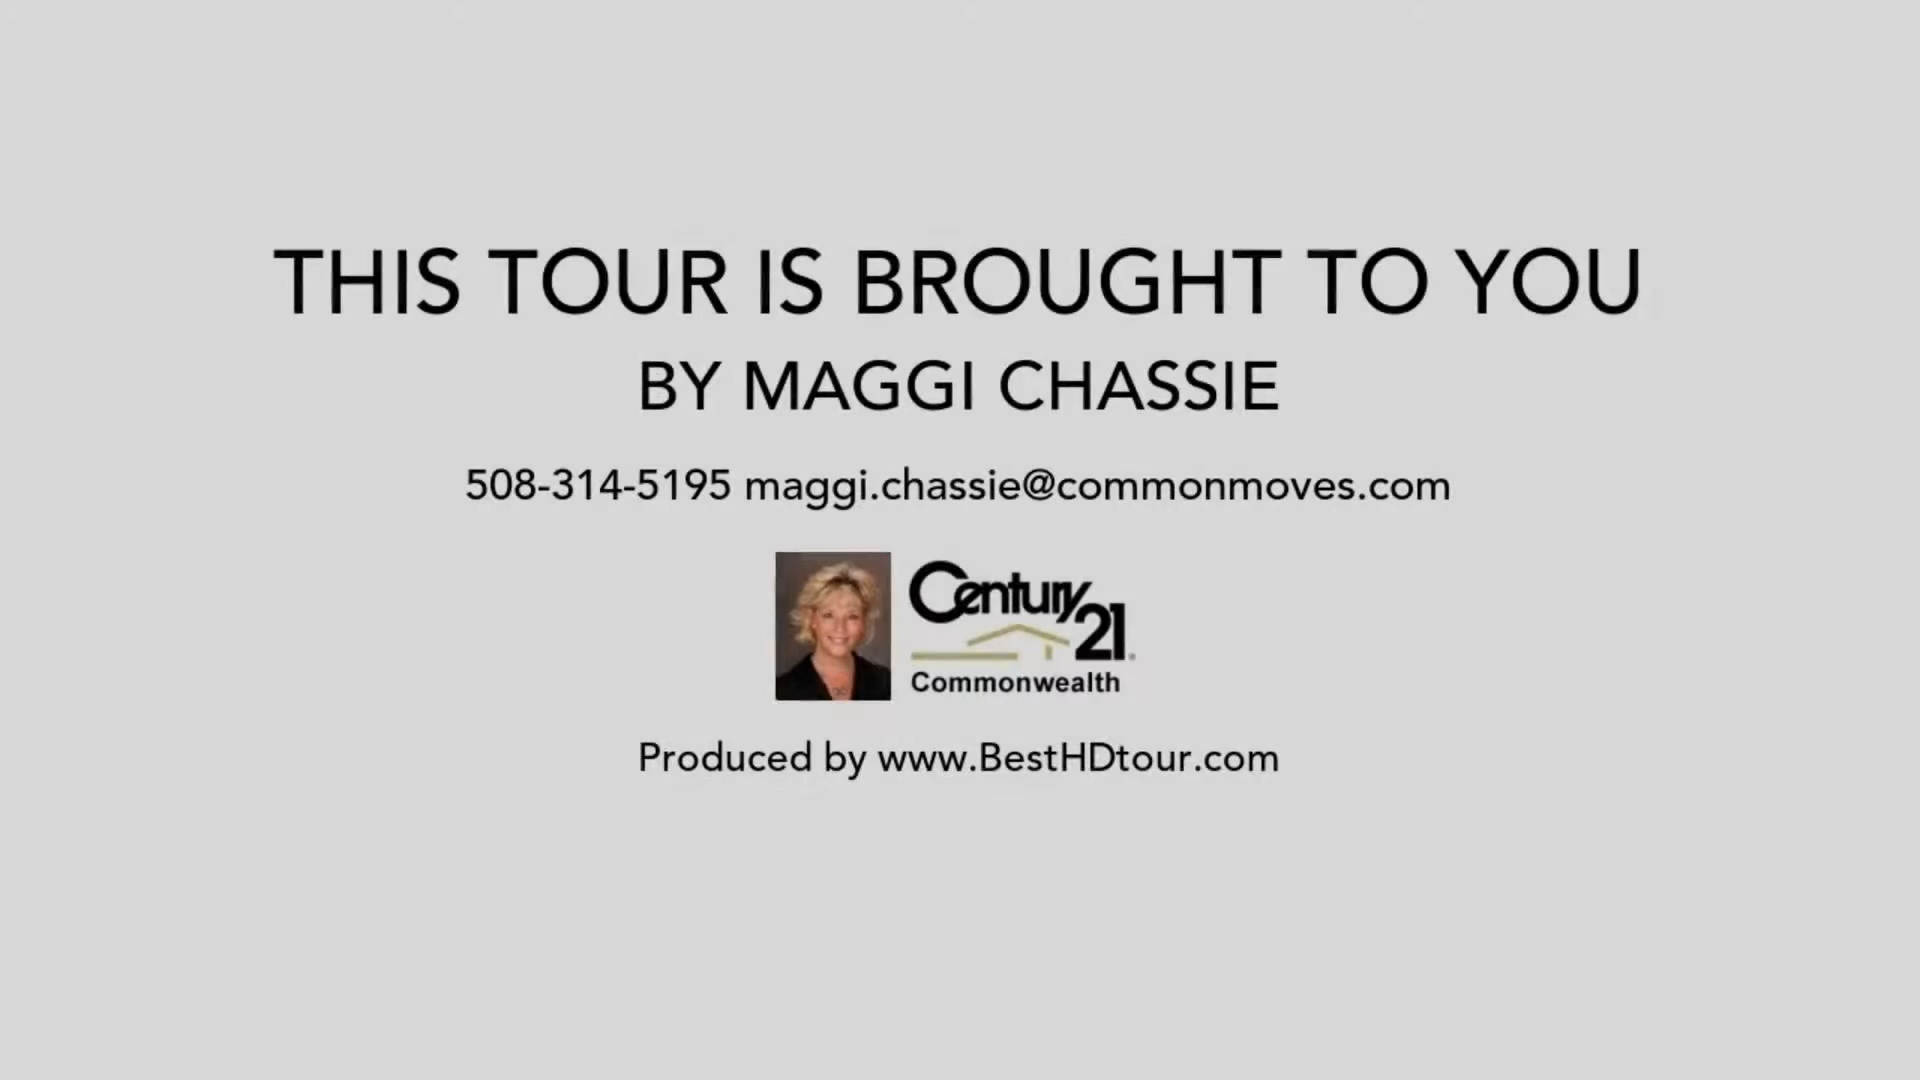 THIS TOUR IS BROUGHT TO YOU
BY MAGGI CHASSIE
508-314-5195 maggi.chassie@commonmoves.com
Century 21
Commonwealth
Produced by www.BestHDtour.com